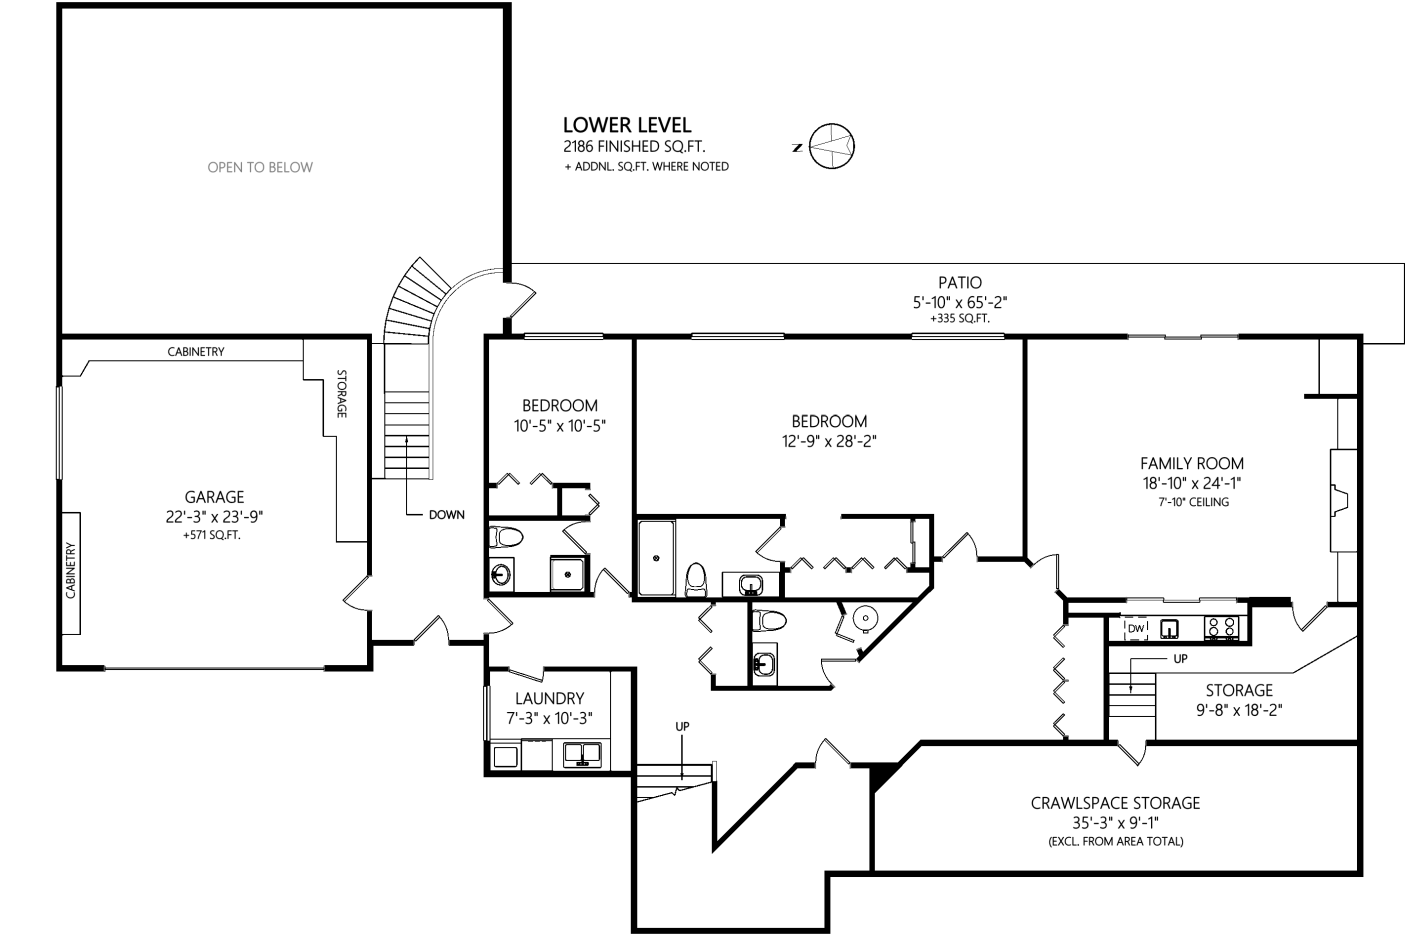 LOWER LEVEL
2186 FINISHED SQ.FT.
+ ADDNL. SQ.FT. WHERE NOTED
N
OPEN TO BELOW
PATIO
5'-10" x 65'-2"
+335 SQ.FT.
CABINETRY
STORAGE
BEDROOM
10'-5" x 10'-5"
BEDROOM
12'-9" x 28'-2"
FAMILY ROOM
18'-10" x 24'-1"
7'-10" CEILING
GARAGE
22'-3" x 23'-9"
+571 SQ.FT.
DOWN
CABINETRY
DW
UP
STORAGE
9'-8" x 18'-2"
LAUNDRY
7'-3" x 10'-3"
UP
CRAWLSPACE STORAGE
35'-3" x 9'-1"
(EXCL. FROM AREA TOTAL)